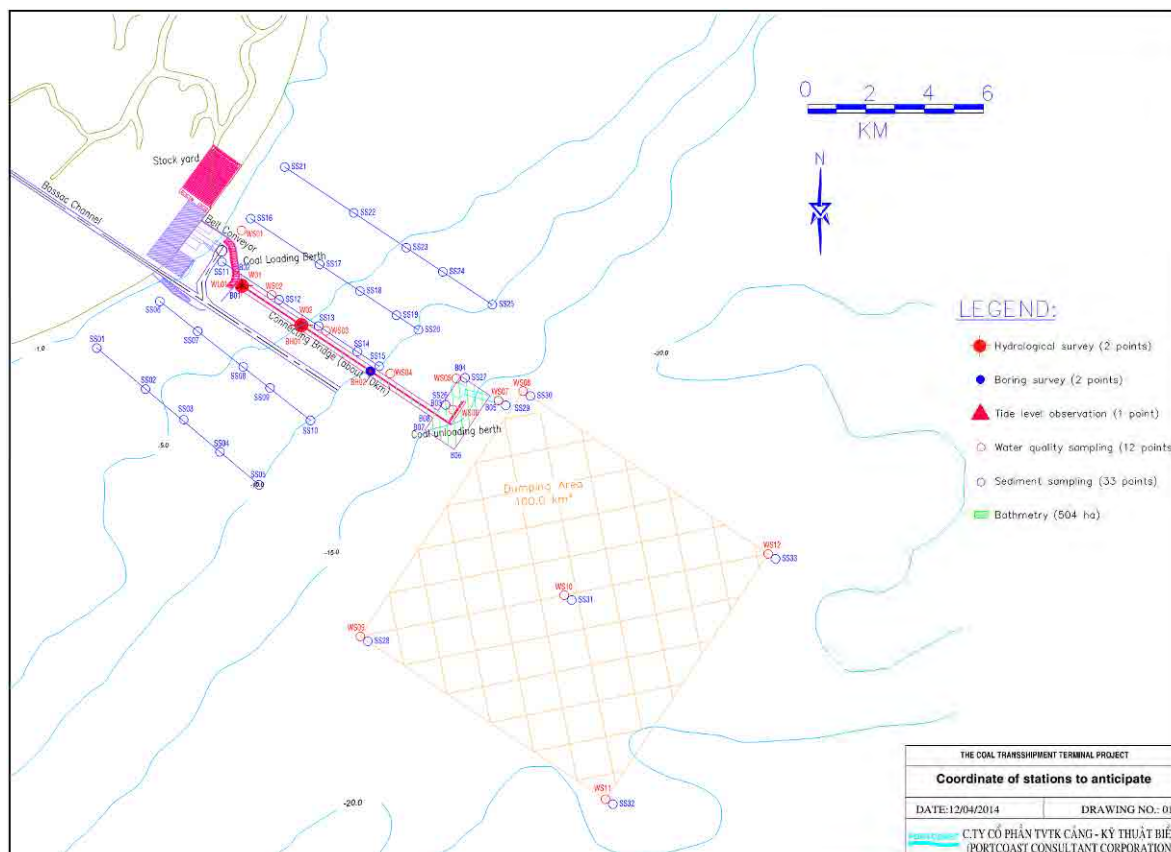 0 2 4 6
KM
N
Stock yard
Bassac Channel
Belt Conveyor
Coal Loading Berth
Connecting Bridge (about 10km)
Coal unloading berth
Dumping Area
100.0 km²
SS21
SS22
SS23
SS24
SS25
SS16
WS01
SS17
SS18
SS19
SS20
SS11
W01
WL01
B01
WS02
SS12
W02
BH01
SS13
WS03
SS14
SS15
BH02
WS04
SS06
SS07
SS08
SS09
SS10
SS01
SS02
SS03
SS04
SS05
B04
SS27
SS26
B07
B06
WS07
SS29
WS08
SS30
WS12
SS33
WS10
SS31
WS09
SS28
WS11
SS32
-1.0
-5.0
-15.0
-20.0
LEGEND:
Hydrological survey (2 points)
Boring survey (2 points)
Tide level observation (1 point)
Water quality sampling (12 points
Sediment sampling (33 points)
Bathmetry (504 ha)
THE COAL TRANSSHIPMENT TERMINAL PROJECT
Coordinate of stations to anticipate
DATE:12/04/2014 DRAWING NO.: 01
C.TY CỔ PHẦN TVTK CẢNG - KỸ THUẬT BIỂ
(PORTCOAST CONSULTANT CORPORATION